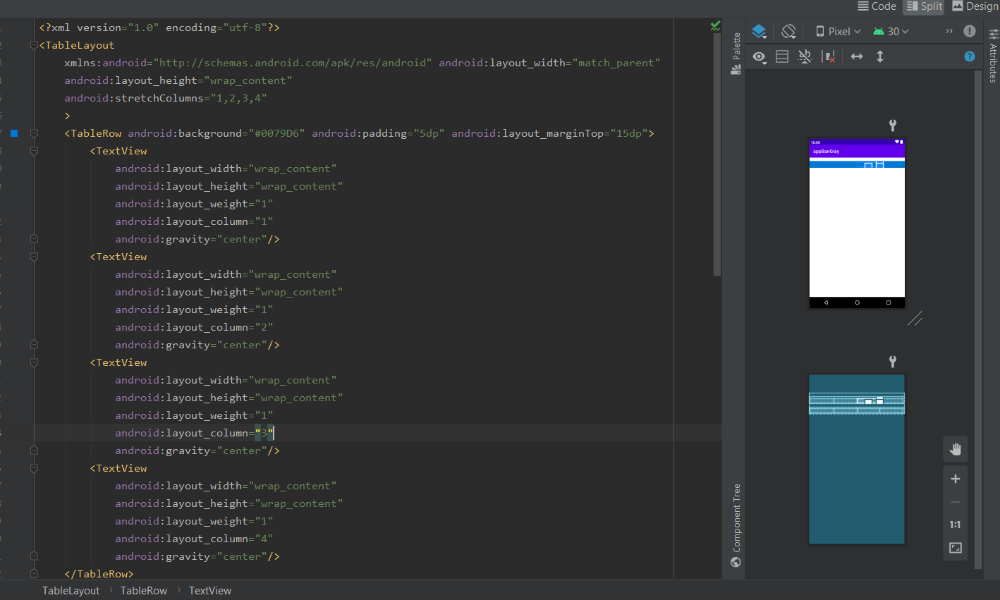 Code Split Design
<?xml version="1.0" encoding="utf-8"?>
<TableLayout
xmlns:android="http://schemas.android.com/apk/res/android" android:layout_width="match_parent"
android:layout_height="wrap_content"
android:stretchColumns="1,2,3,4"
>
<TableRow android:background="#0079D6" android:padding="5dp" android:layout_marginTop="15dp">
<TextView
android:layout_width="wrap_content"
android:layout_height="wrap_content"
android:layout_weight="1"
android:layout_column="1"
android:gravity="center"/>
<TextView
android:layout_width="wrap_content"
android:layout_height="wrap_content"
android:layout_weight="1"
android:layout_column="2"
android:gravity="center"/>
<TextView
android:layout_width="wrap_content"
android:layout_height="wrap_content"
android:layout_weight="1"
android:layout_column="3"
android:gravity="center"/>
<TextView
android:layout_width="wrap_content"
android:layout_height="wrap_content"
android:layout_weight="1"
android:layout_column="4"
android:gravity="center"/>
</TableRow>
TableLayout › TableRow › TextView
Palette
Component Tree
Pixel 30 »
10:00
appBanGiay
1:1
Attributes